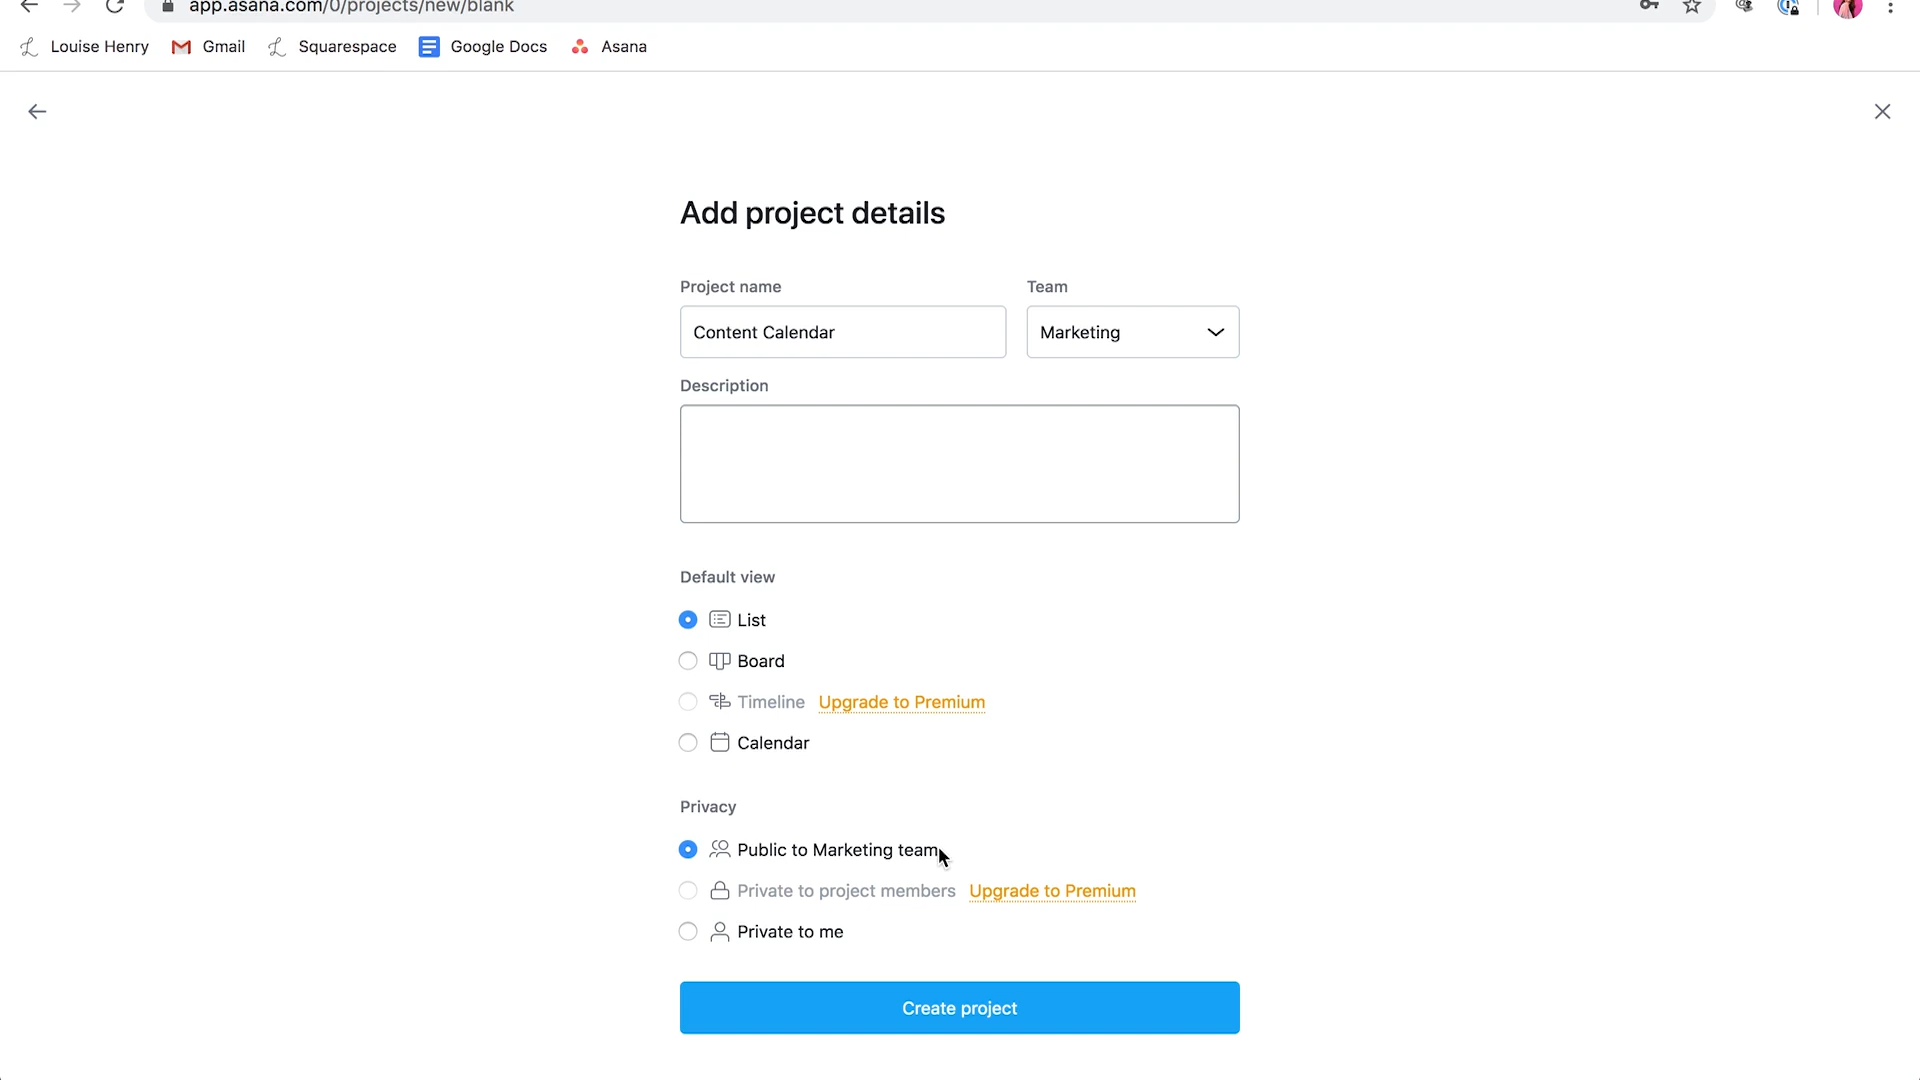 app.asana.com/0/projects/new/blank
Louise Henry Gmail Squarespace Google Docs Asana
Add project details
Project name Team
Content Calendar Marketing
Description
Default view
List
Board
Timeline Upgrade to Premium
Calendar
Privacy
Public to Marketing team
Private to project members Upgrade to Premium
Private to me
Create project